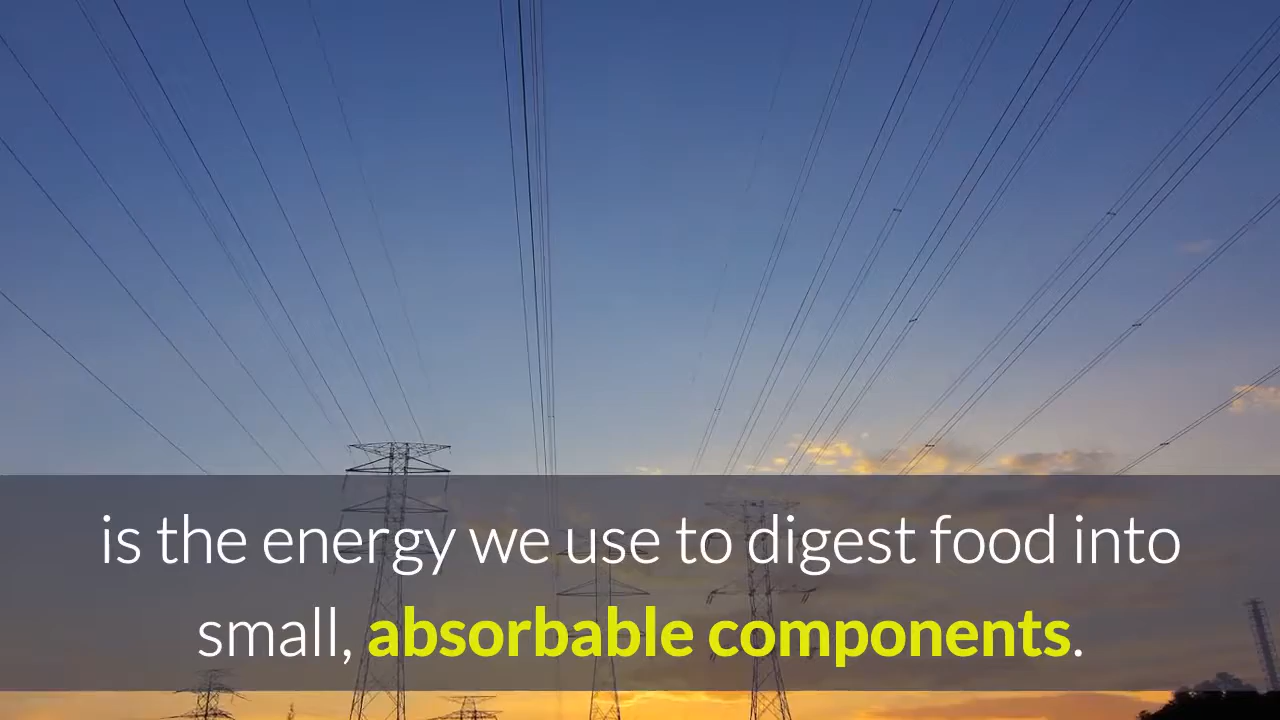 is the energy we use to digest food into
small, absorbable components.